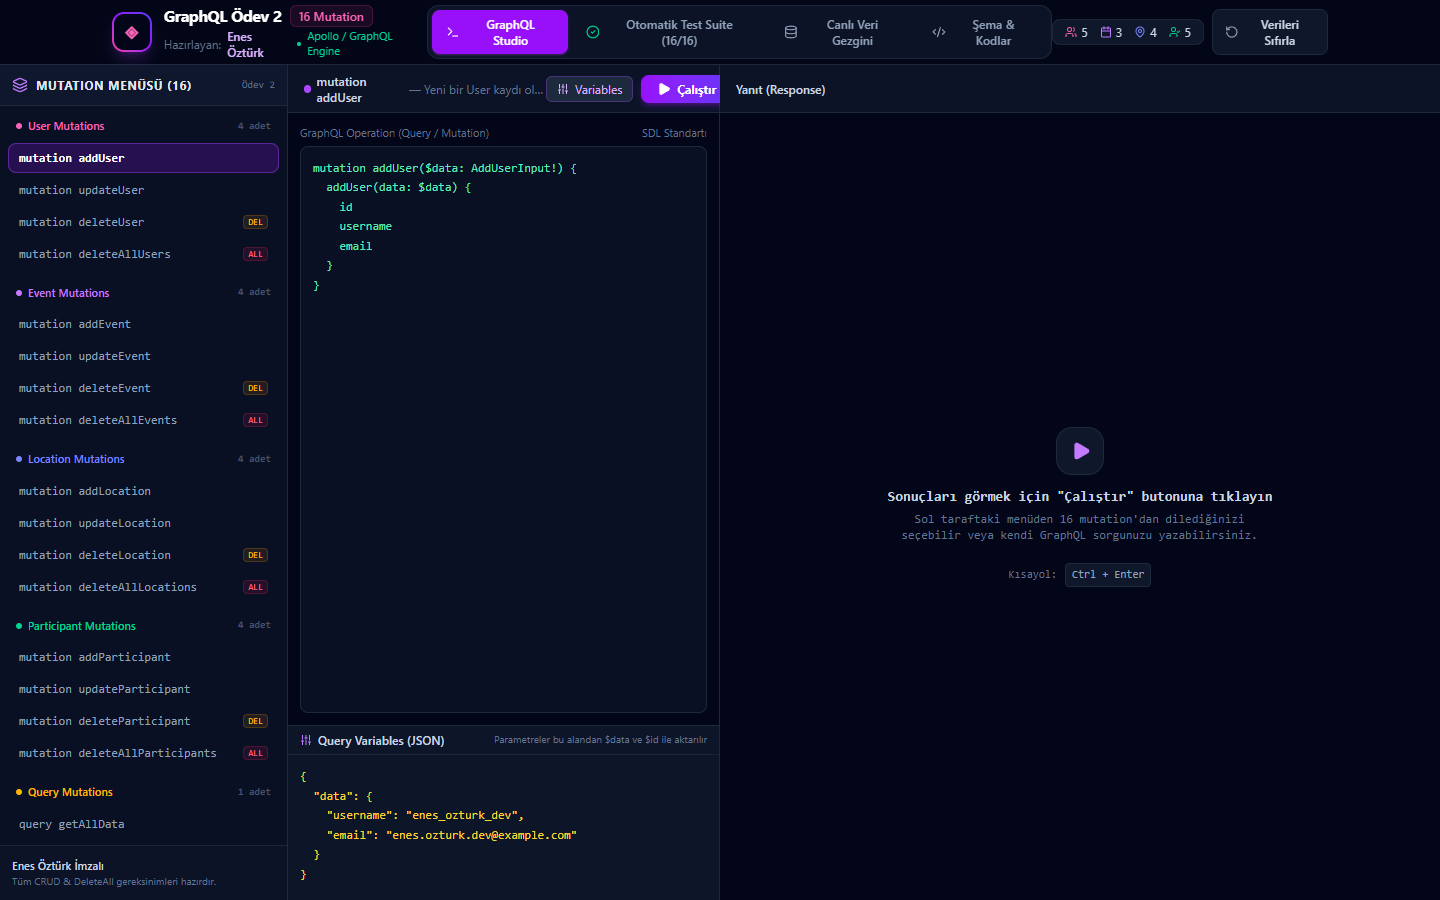 GraphQL Ödev 2
16 Mutation
Hazırlayan:
Enes
Öztürk
Apollo / GraphQL
Engine
GraphQL
Studio
Otomatik Test Suite
(16/16)
Canlı Veri
Gezgini
Şema &
Kodlar
5
3
4
5
Verileri
Sıfırla
MUTATION MENÜSÜ (16)
Ödev 2
User Mutations
4 adet
mutation addUser
mutation updateUser
mutation deleteUser
DEL
mutation deleteAllUsers
ALL
Event Mutations
4 adet
mutation addEvent
mutation updateEvent
mutation deleteEvent
DEL
mutation deleteAllEvents
ALL
Location Mutations
4 adet
mutation addLocation
mutation updateLocation
mutation deleteLocation
DEL
mutation deleteAllLocations
ALL
Participant Mutations
4 adet
mutation addParticipant
mutation updateParticipant
mutation deleteParticipant
DEL
mutation deleteAllParticipants
ALL
Query Mutations
1 adet
query getAllData
Enes Öztürk İmzalı
Tüm CRUD & DeleteAll gereksinimleri hazırdır.
mutation
addUser
— Yeni bir User kaydı ol...
Variables
Çalıştır
GraphQL Operation (Query / Mutation)
SDL Standartı
mutation addUser($data: AddUserInput!) {
addUser(data: $data) {
id
username
email
}
}
Query Variables (JSON)
Parametreler bu alandan $data ve $id ile aktarılır
{
"data": {
"username": "enes_ozturk_dev",
"email": "enes.ozturk.dev@example.com"
}
}
Yanıt (Response)
Sonuçları görmek için "Çalıştır" butonuna tıklayın
Sol taraftaki menüden 16 mutation'dan dilediğinizi
seçebilir veya kendi GraphQL sorgunuzu yazabilirsiniz.
Kısayol:
Ctrl + Enter